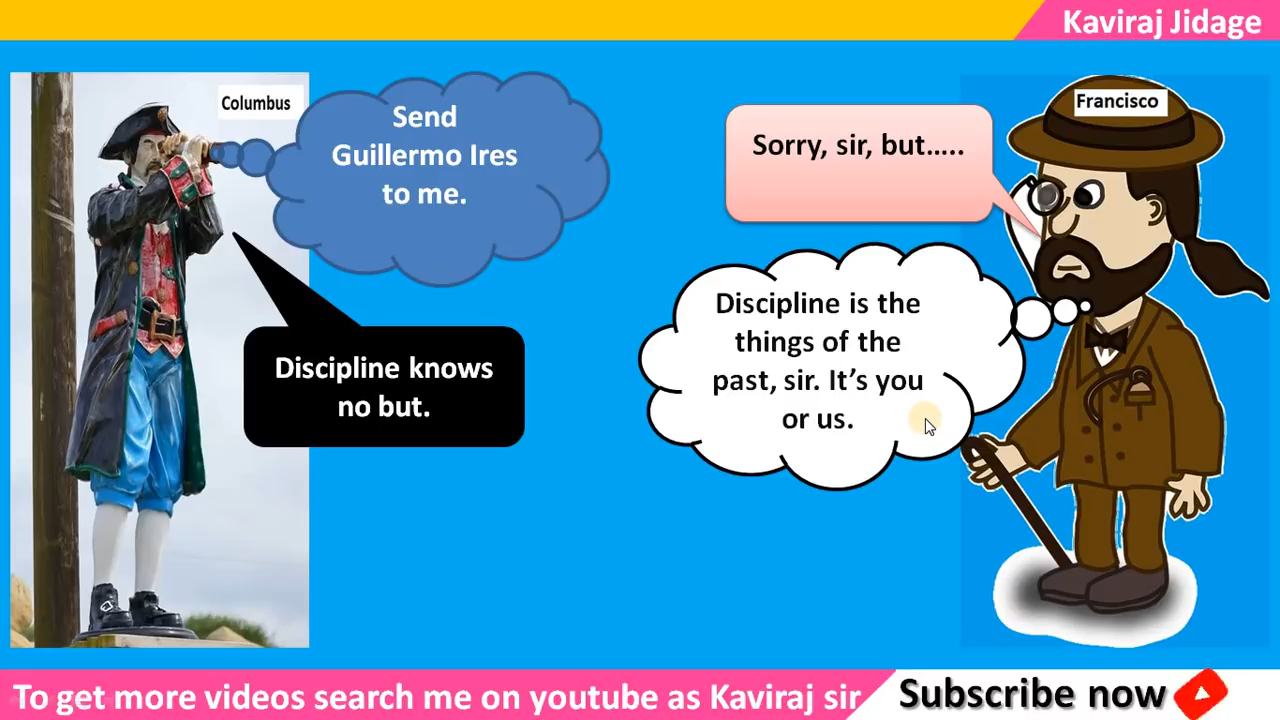 Kaviraj Jidage
Columbus
Send
Guillermo Ires
to me.
Francisco
Sorry, sir, but.....
Discipline knows
no but.
Discipline is the
things of the
past, sir. It’s you
or us.
To get more videos search me on youtube as Kaviraj sir
Subscribe now